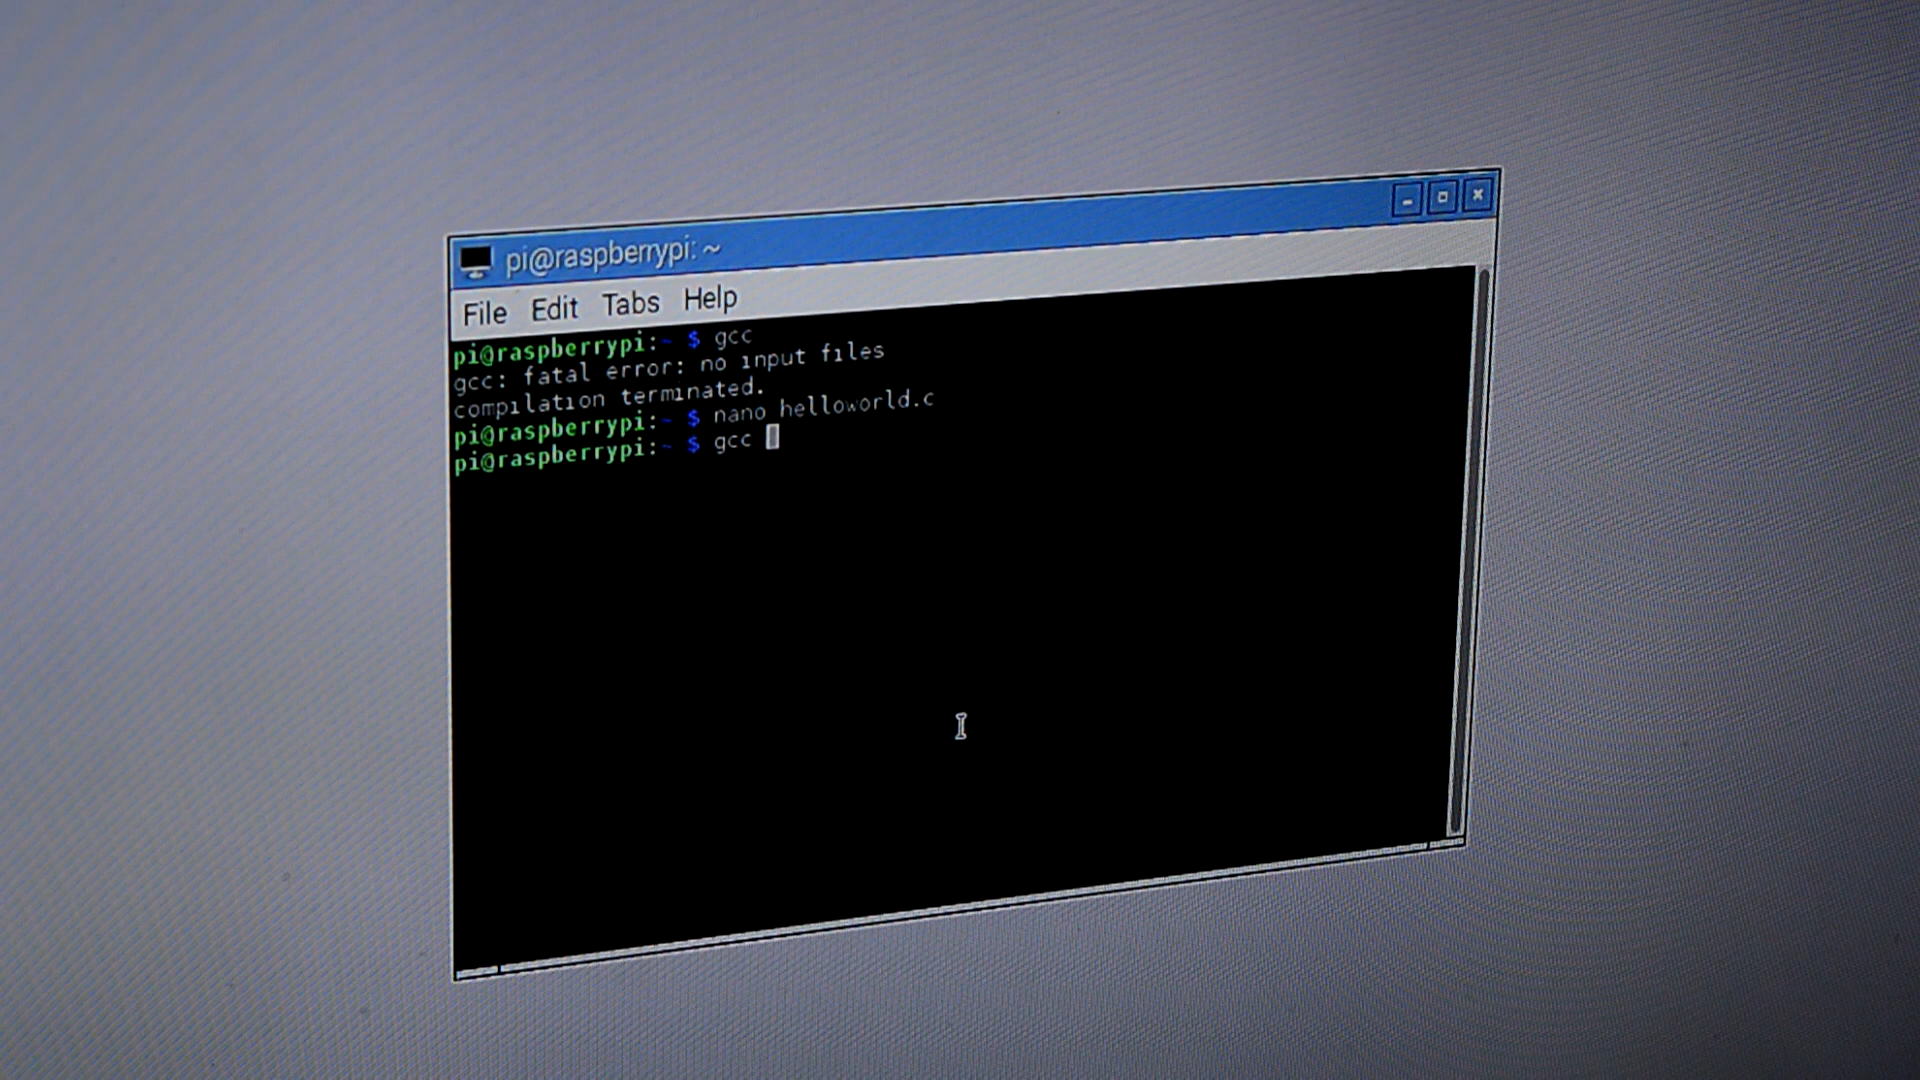 pi@raspberrypi: ~
File Edit Tabs Help
pi@raspberrypi:~ $ gcc
gcc: fatal error: no input files
compilation terminated.
pi@raspberrypi:~ $ nano helloworld.c
pi@raspberrypi:~ $ gcc